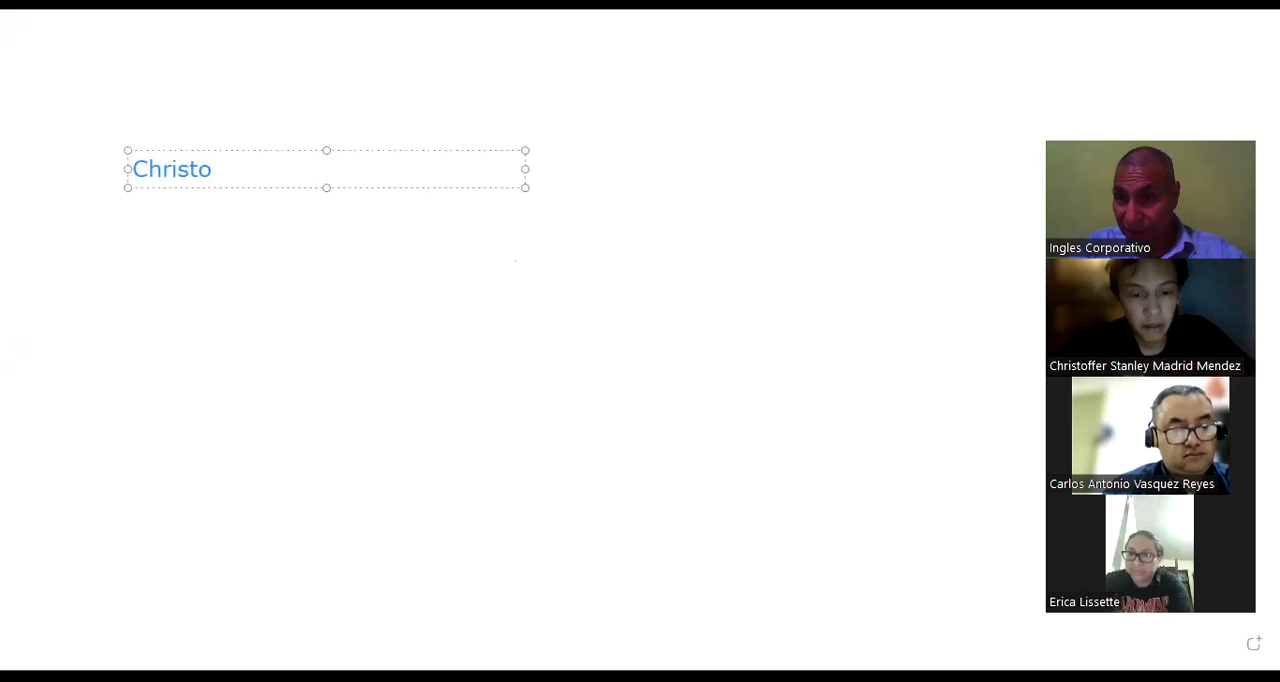 Christo
Ingles Corporativo
Christoffer Stanley Madrid Mendez
Carlos Antonio Vasquez Reyes
Erica Lissette